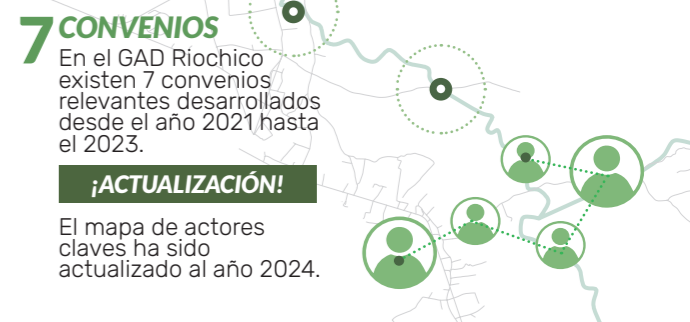 7 CONVENIOS
En el GAD Riochico
existen 7 convenios
relevantes desarrollados
desde el año 2021 hasta
el 2023.
¡ACTUALIZACIÓN!
El mapa de actores
claves ha sido
actualizado al año 2024.